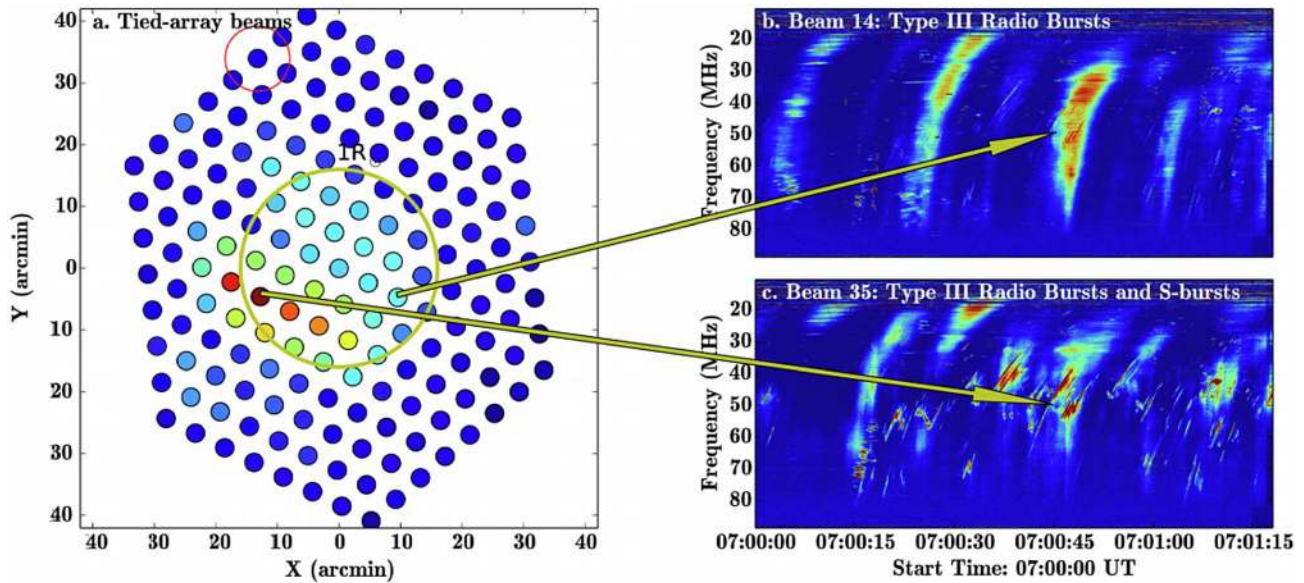 a. Tied-array beams
40
30
20
10
0
10
20
30
40
Y (arcmin)
1R⊙
40 30 20 10 0 10 20 30 40
X (arcmin)
b. Beam 14: Type III Radio Bursts
20
40
50
60
70
80
Frequency (MHz)
c. Beam 35: Type III Radio Bursts and S-bursts
20
30
40
50
60
70
80
Frequency (MHz)
07:00:00 07:00:15 07:00:30 07:00:45 07:01:00 07:01:15
Start Time: 07:00:00 UT